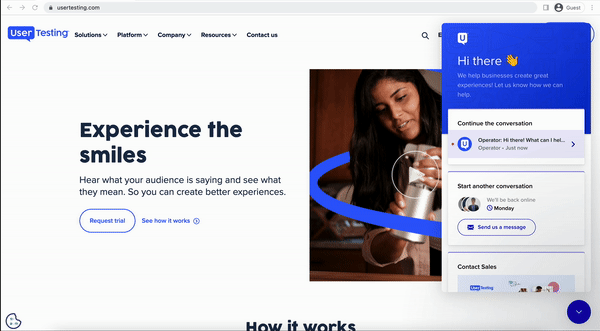 usertesting.com
Guest
UserTesting
Solutions
Platform
Company
Resources
Contact us
Hi there 👋
We help businesses create great
experiences! Let us know how we can
help.
Continue the conversation
Operator: Hi there! What can I hel...
Operator • Just now
Start another conversation
We'll be back online
Monday
Send us a message
Contact Sales
UserTesting
Experience the
smiles
Hear what your audience is saying and see what
they mean. So you can create better experiences.
Request trial
See how it works
How it works